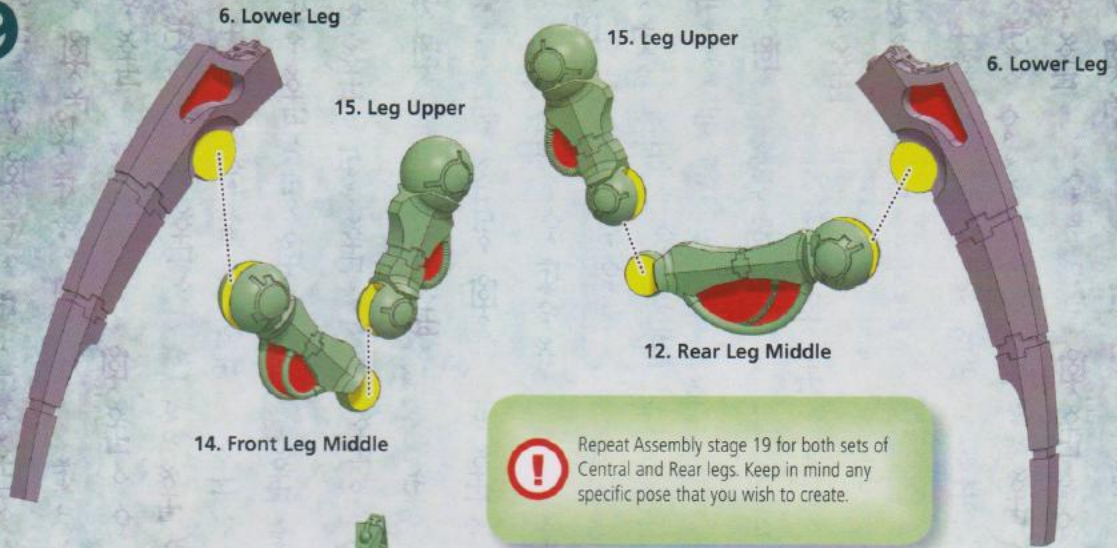 9
6. Lower Leg
15. Leg Upper
15. Leg Upper
6. Lower Leg
14. Front Leg Middle
12. Rear Leg Middle
Repeat Assembly stage 19 for both sets of
Central and Rear legs. Keep in mind any
specific pose that you wish to create.
!